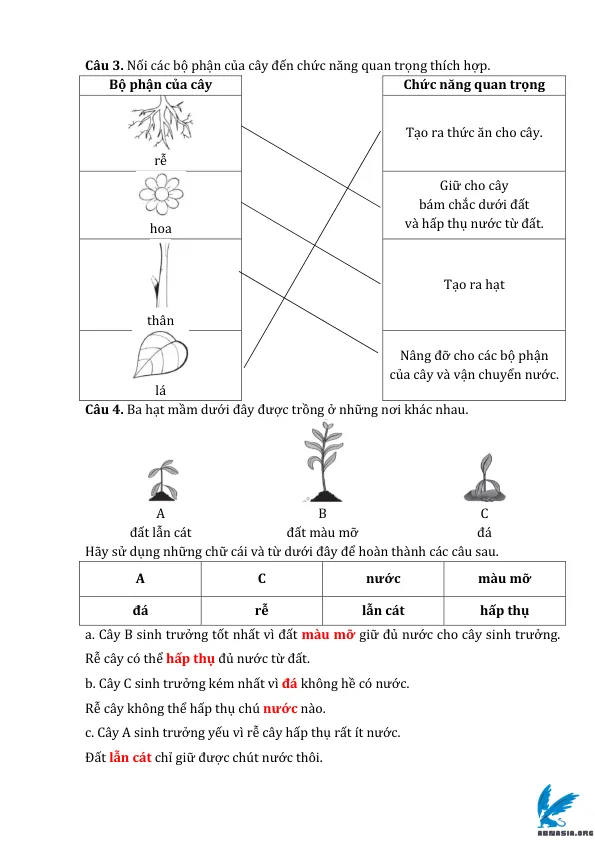 Câu 3. Nối các bộ phận của cây đến chức năng quan trọng thích hợp.
Bộ phận của cây
Chức năng quan trọng
rễ
Tạo ra thức ăn cho cây.
hoa
Giữ cho cây
bám chắc dưới đất
và hấp thụ nước từ đất.
thân
Tạo ra hạt
lá
Nâng đỡ cho các bộ phận
của cây và vận chuyển nước.
Câu 4. Ba hạt mầm dưới đây được trồng ở những nơi khác nhau.
A B C
đất lẫn cát đất màu mỡ đá
Hãy sử dụng những chữ cái và từ dưới đây để hoàn thành các câu sau.
A C nước màu mỡ
đá rễ lẫn cát hấp thụ
a. Cây B sinh trưởng tốt nhất vì đất màu mỡ giữ đủ nước cho cây sinh trưởng.
Rễ cây có thể hấp thụ đủ nước từ đất.
b. Cây C sinh trưởng kém nhất vì đá không hề có nước.
Rễ cây không thể hấp thụ chú nước nào.
c. Cây A sinh trưởng yếu vì rễ cây hấp thụ rất ít nước.
Đất lẫn cát chỉ giữ được chút nước thôi.
ABNASIA.ORG